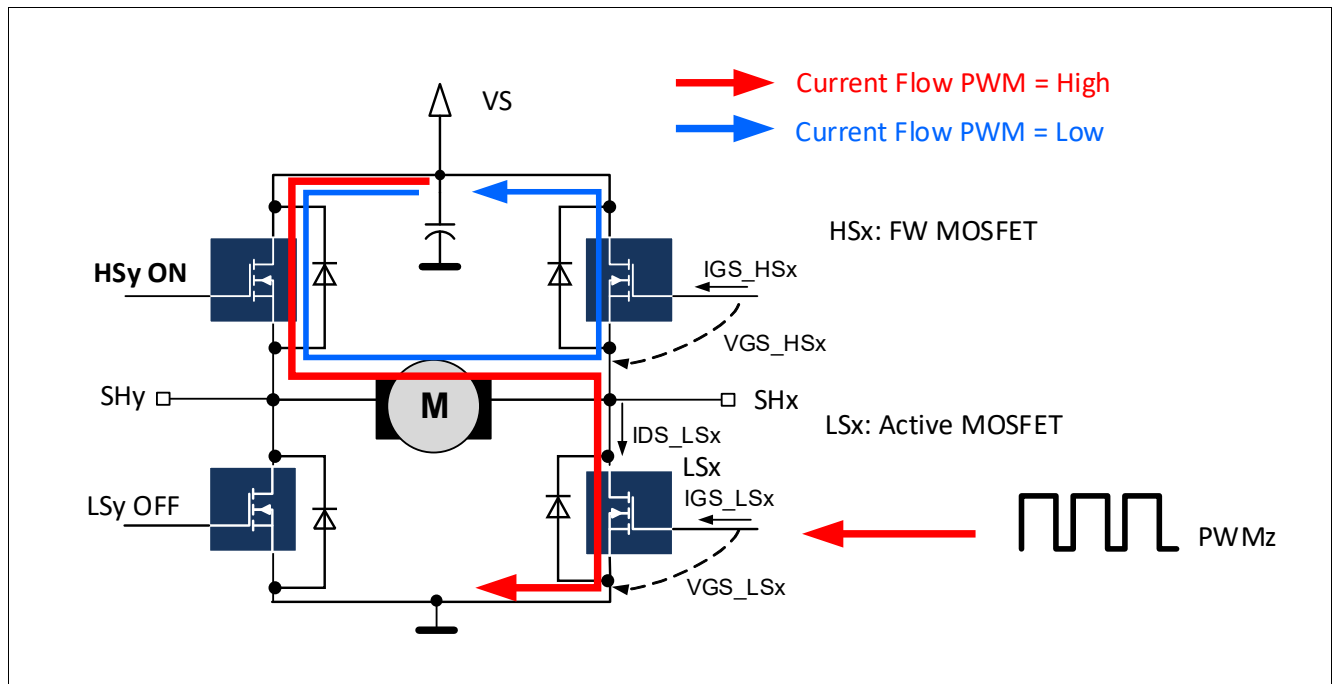 VS
Current Flow PWM = High
Current Flow PWM = Low
HSx: FW MOSFET
HSy ON
IGS_HSx
VGS_HSx
SHy
M
SHx
LSx: Active MOSFET
IDS_LSx
LSx
IGS_LSx
LSy OFF
PWMz
VGS_LSx